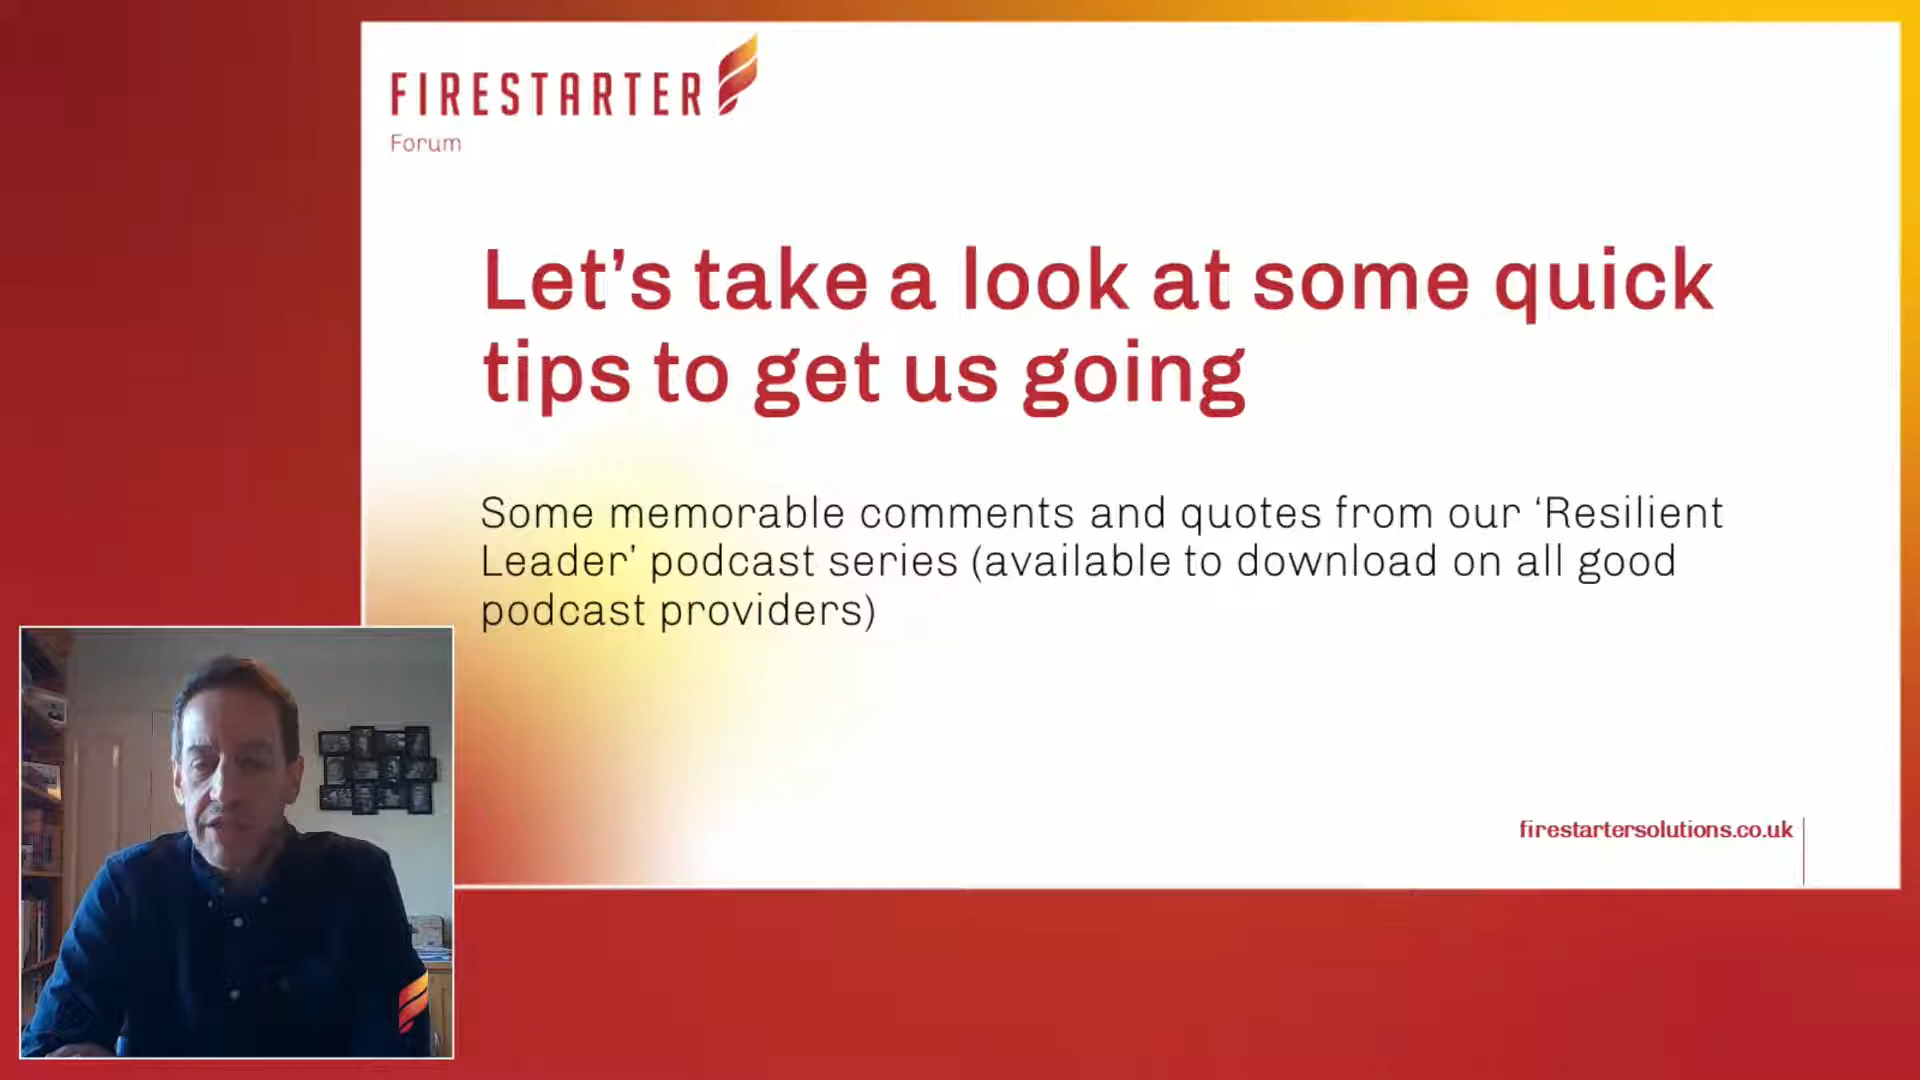 FIRESTARTER
Forum
Let’s take a look at some quick
tips to get us going
Some memorable comments and quotes from our ‘Resilient
Leader’ podcast series (available to download on all good
podcast providers)
firestartersolutions.co.uk